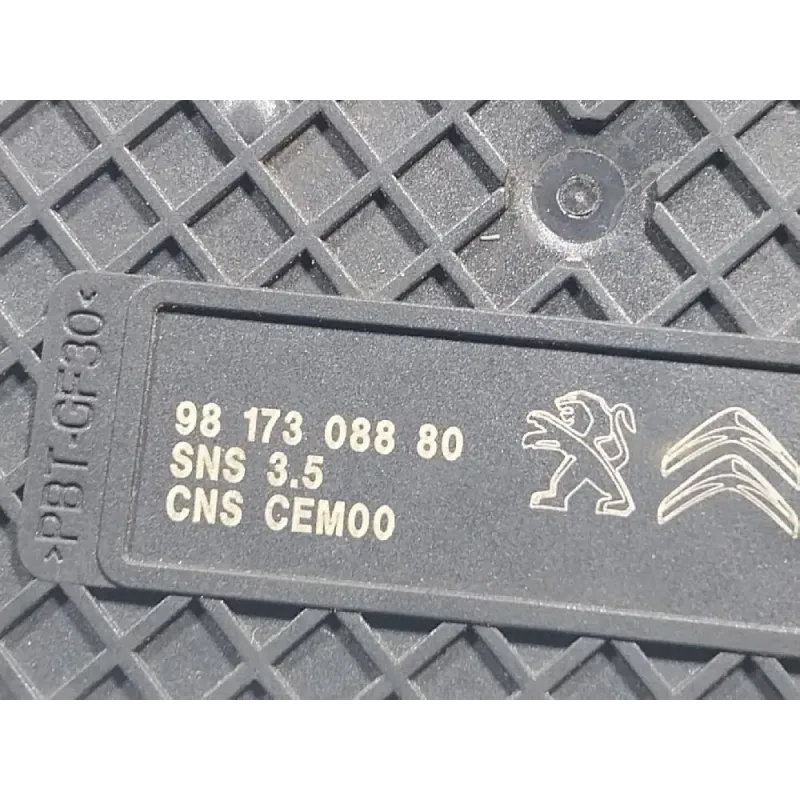 >PBT-GF30<
98 173 088 80
SNS 3.5
CNS CEM00